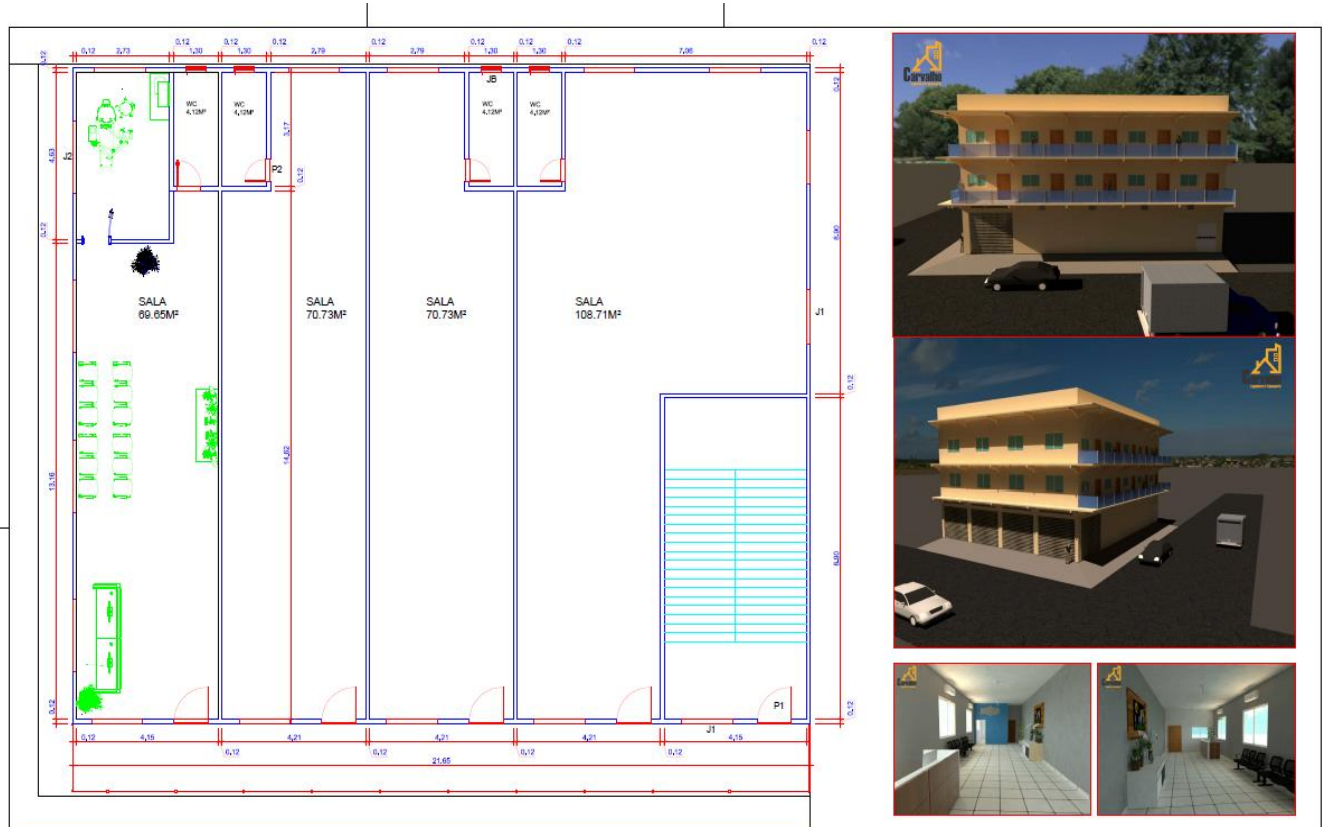 0,12 2,73 0,12 1,30 0,12 1,30 0,12 2,79 0,12 2,79 0,12 1,30 0,12 1,30 0,12 7,06 0,12
0,12
0,12
Carvalho
JB
WC
4,12M²
WC
4,12M²
WC
4,12M²
WC
4,12M²
3,17
4,63
J2
P2
0,12
0,12
SALA
69.65M²
SALA
70.73M²
SALA
70.73M²
SALA
108.71M²
J1
0,12
14,62
13,16
6,90
P1
0,12
0,12
J1
0,12 4,15 4,21 4,21 4,21 4,15
0,12 0,12 0,12 0,12
21,65